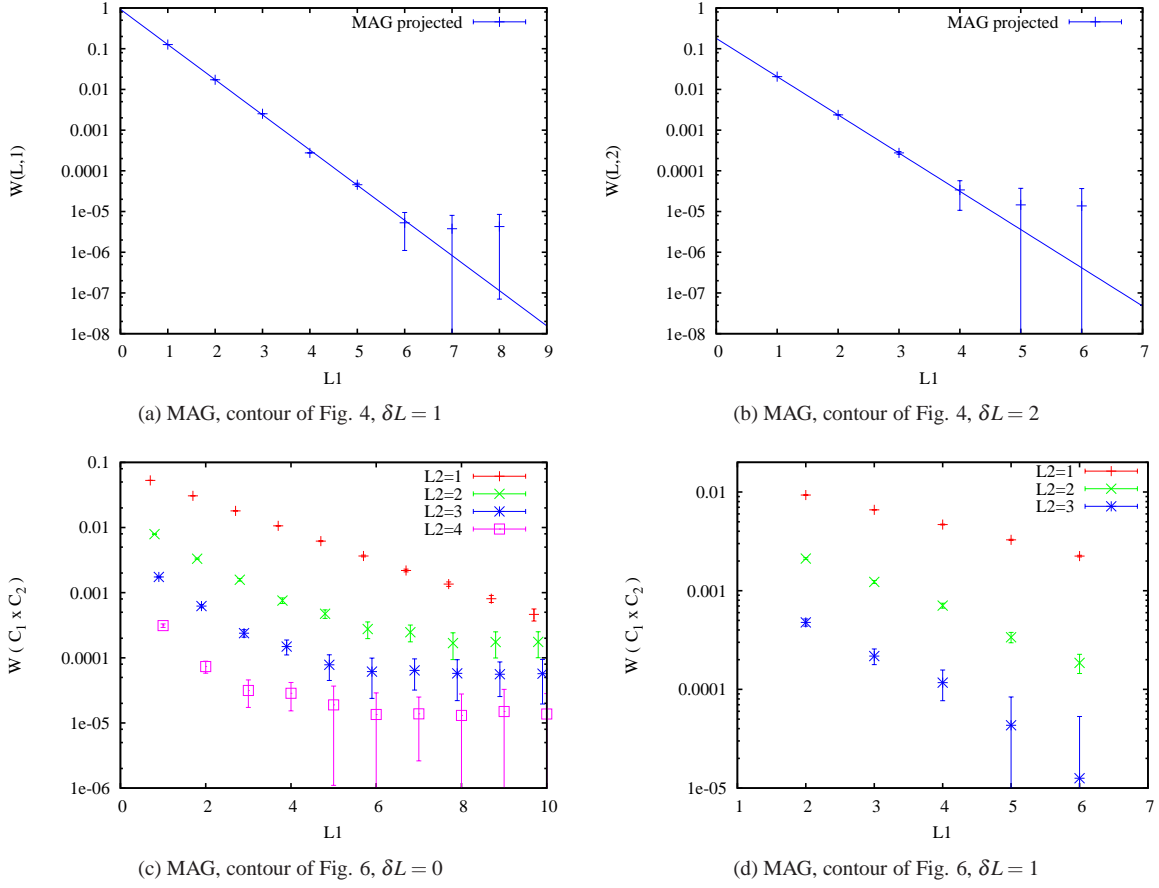 MAG projected
1
0.1
0.01
0.001
0.0001
1e-05
1e-06
1e-07
1e-08
W(L,1)
0 1 2 3 4 5 6 7 8 9
L1
(a) MAG, contour of Fig. 4, δL = 1
MAG projected
1
0.1
0.01
0.001
0.0001
1e-05
1e-06
1e-07
1e-08
W(L,2)
0 1 2 3 4 5 6 7
L1
(b) MAG, contour of Fig. 4, δL = 2
L2=1
L2=2
L2=3
L2=4
0.1
0.01
0.001
0.0001
1e-05
1e-06
W ( C_1 x C_2 )
0 2 4 6 8 10
L1
(c) MAG, contour of Fig. 6, δL = 0
L2=1
L2=2
L2=3
0.01
0.001
0.0001
1e-05
W ( C_1 x C_2 )
1 2 3 4 5 6 7
L1
(d) MAG, contour of Fig. 6, δL = 1